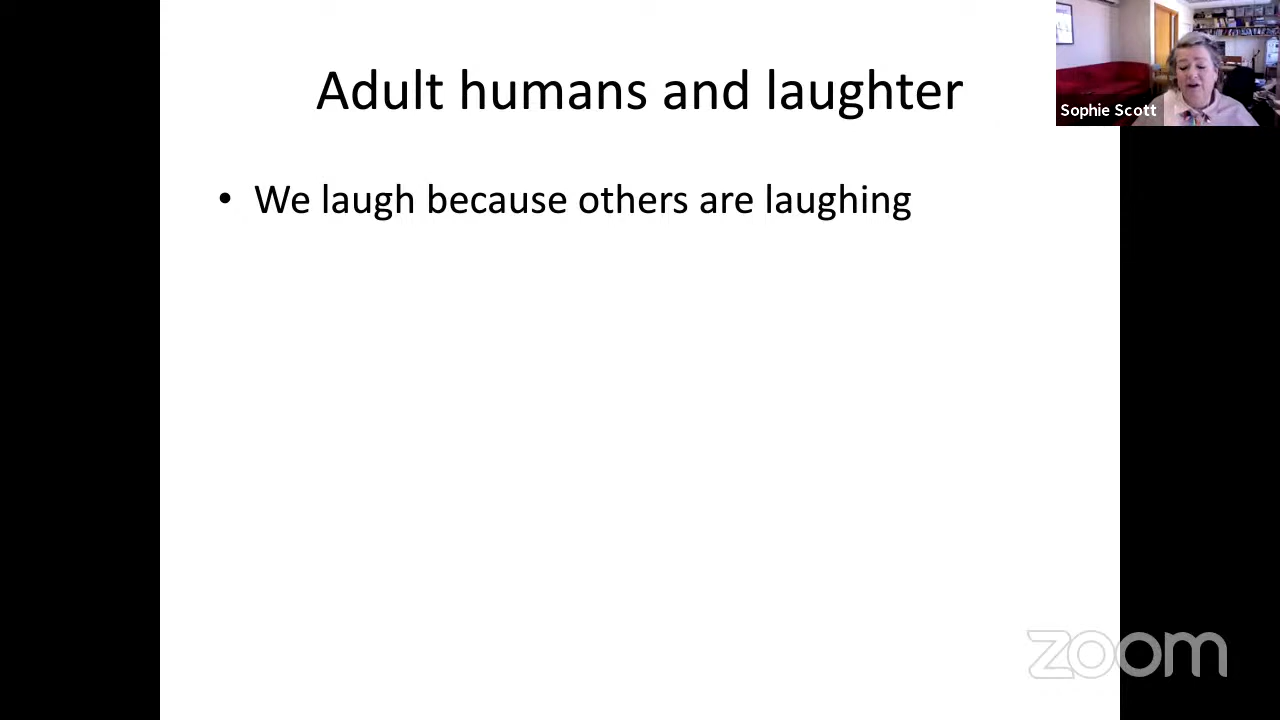 Adult humans and laughter
Sophie Scott
• We laugh because others are laughing
zoom